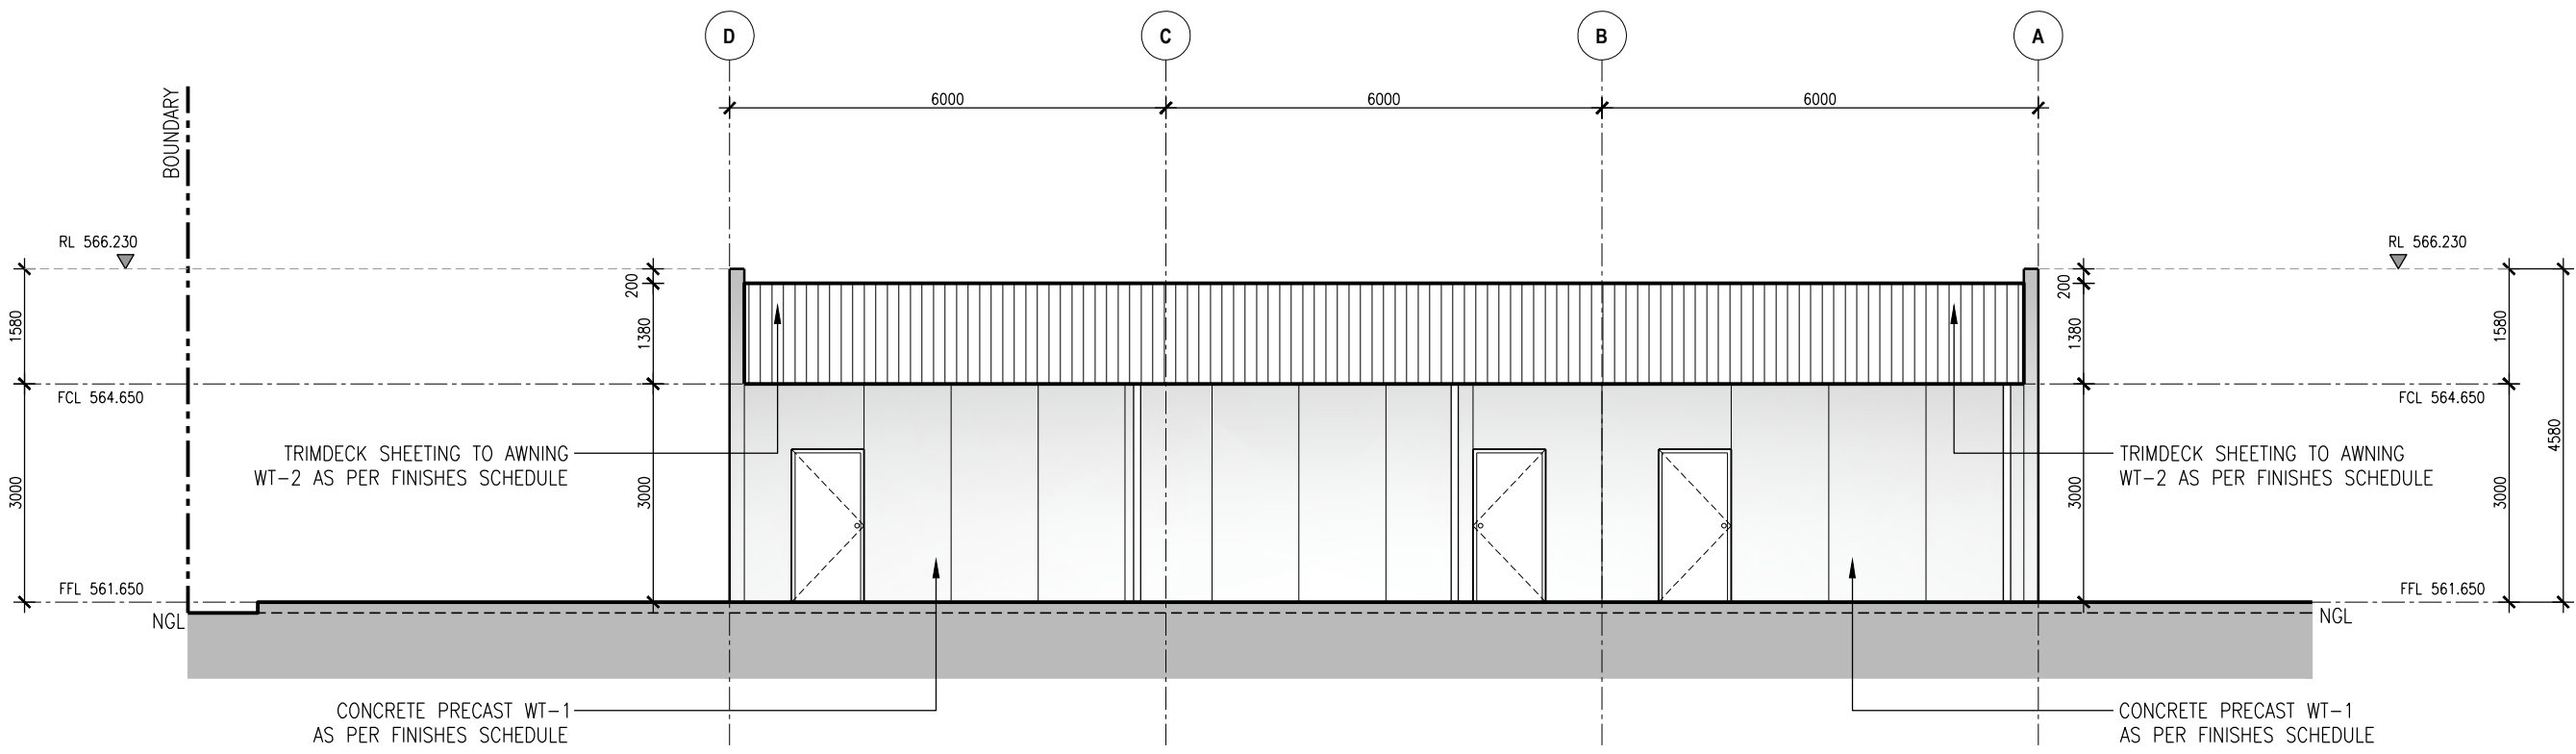 D
C
B
A
6000
6000
6000
BOUNDARY
RL 566.230
RL 566.230
200
200
1580
1380
1380
1580
FCL 564.650
FCL 564.650
4580
TRIMDECK SHEETING TO AWNING
WT-2 AS PER FINISHES SCHEDULE
TRIMDECK SHEETING TO AWNING
WT-2 AS PER FINISHES SCHEDULE
3000
3000
3000
3000
FFL 561.650
FFL 561.650
NGL
NGL
CONCRETE PRECAST WT-1
AS PER FINISHES SCHEDULE
CONCRETE PRECAST WT-1
AS PER FINISHES SCHEDULE